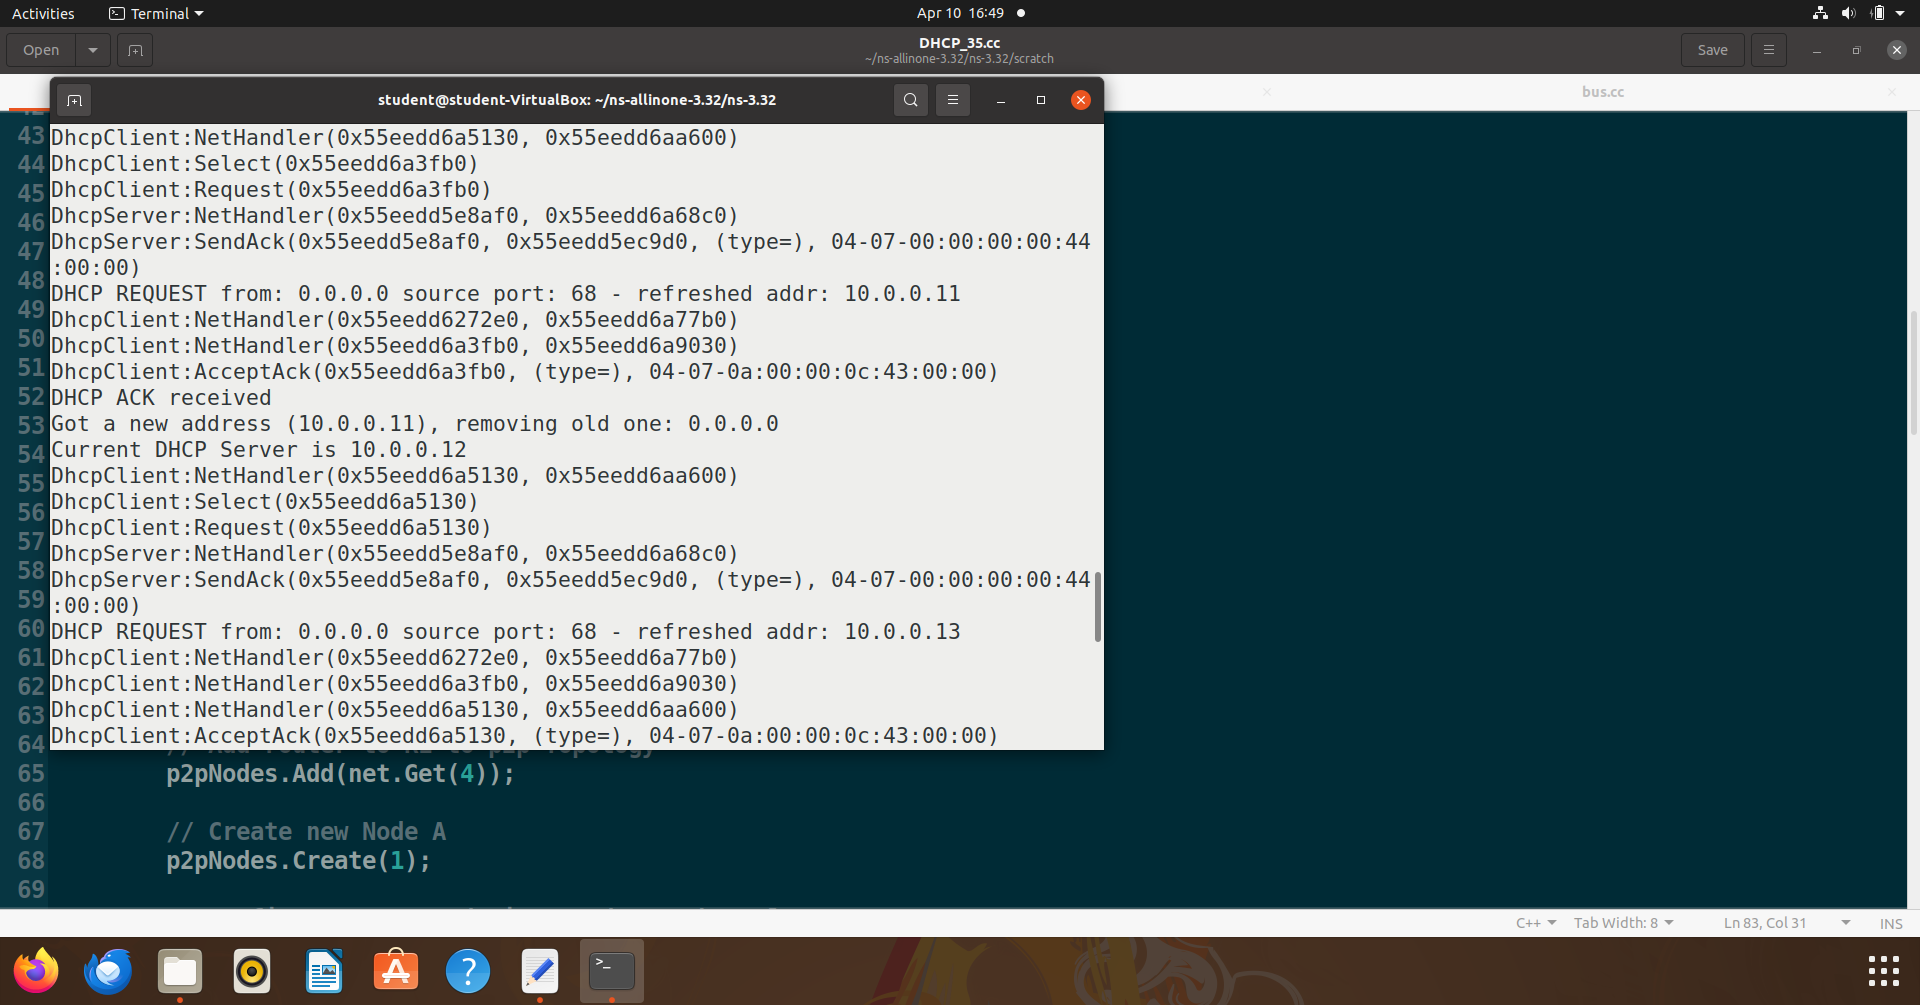 Activities
Terminal
Apr 10 16:49
Open
DHCP_35.cc
~/ns-allinone-3.32/ns-3.32/scratch
Save
student@student-VirtualBox: ~/ns-allinone-3.32/ns-3.32
bus.cc
DhcpClient:NetHandler(0x55eedd6a5130, 0x55eedd6aa600)
DhcpClient:Select(0x55eedd6a3fb0)
DhcpClient:Request(0x55eedd6a3fb0)
DhcpServer:NetHandler(0x55eedd5e8af0, 0x55eedd6a68c0)
DhcpServer:SendAck(0x55eedd5e8af0, 0x55eedd5ec9d0, (type=), 04-07-00:00:00:00:44
:00:00)
DHCP REQUEST from: 0.0.0.0 source port: 68 - refreshed addr: 10.0.0.11
DhcpClient:NetHandler(0x55eedd6272e0, 0x55eedd6a77b0)
DhcpClient:NetHandler(0x55eedd6a3fb0, 0x55eedd6a9030)
DhcpClient:AcceptAck(0x55eedd6a3fb0, (type=), 04-07-0a:00:00:0c:43:00:00)
DHCP ACK received
Got a new address (10.0.0.11), removing old one: 0.0.0.0
Current DHCP Server is 10.0.0.12
DhcpClient:NetHandler(0x55eedd6a5130, 0x55eedd6aa600)
DhcpClient:Select(0x55eedd6a5130)
DhcpClient:Request(0x55eedd6a5130)
DhcpServer:NetHandler(0x55eedd5e8af0, 0x55eedd6a68c0)
DhcpServer:SendAck(0x55eedd5e8af0, 0x55eedd5ec9d0, (type=), 04-07-00:00:00:00:44
:00:00)
DHCP REQUEST from: 0.0.0.0 source port: 68 - refreshed addr: 10.0.0.13
DhcpClient:NetHandler(0x55eedd6272e0, 0x55eedd6a77b0)
DhcpClient:NetHandler(0x55eedd6a3fb0, 0x55eedd6a9030)
DhcpClient:NetHandler(0x55eedd6a5130, 0x55eedd6aa600)
DhcpClient:AcceptAck(0x55eedd6a5130, (type=), 04-07-0a:00:00:0c:43:00:00)
43
44
45
46
47
48
49
50
51
52
53
54
55
56
57
58
59
60
61
62
63
64
65 p2pNodes.Add(net.Get(4));
66
67 // Create new Node A
68 p2pNodes.Create(1);
69
C++
Tab Width: 8
Ln 83, Col 31
INS